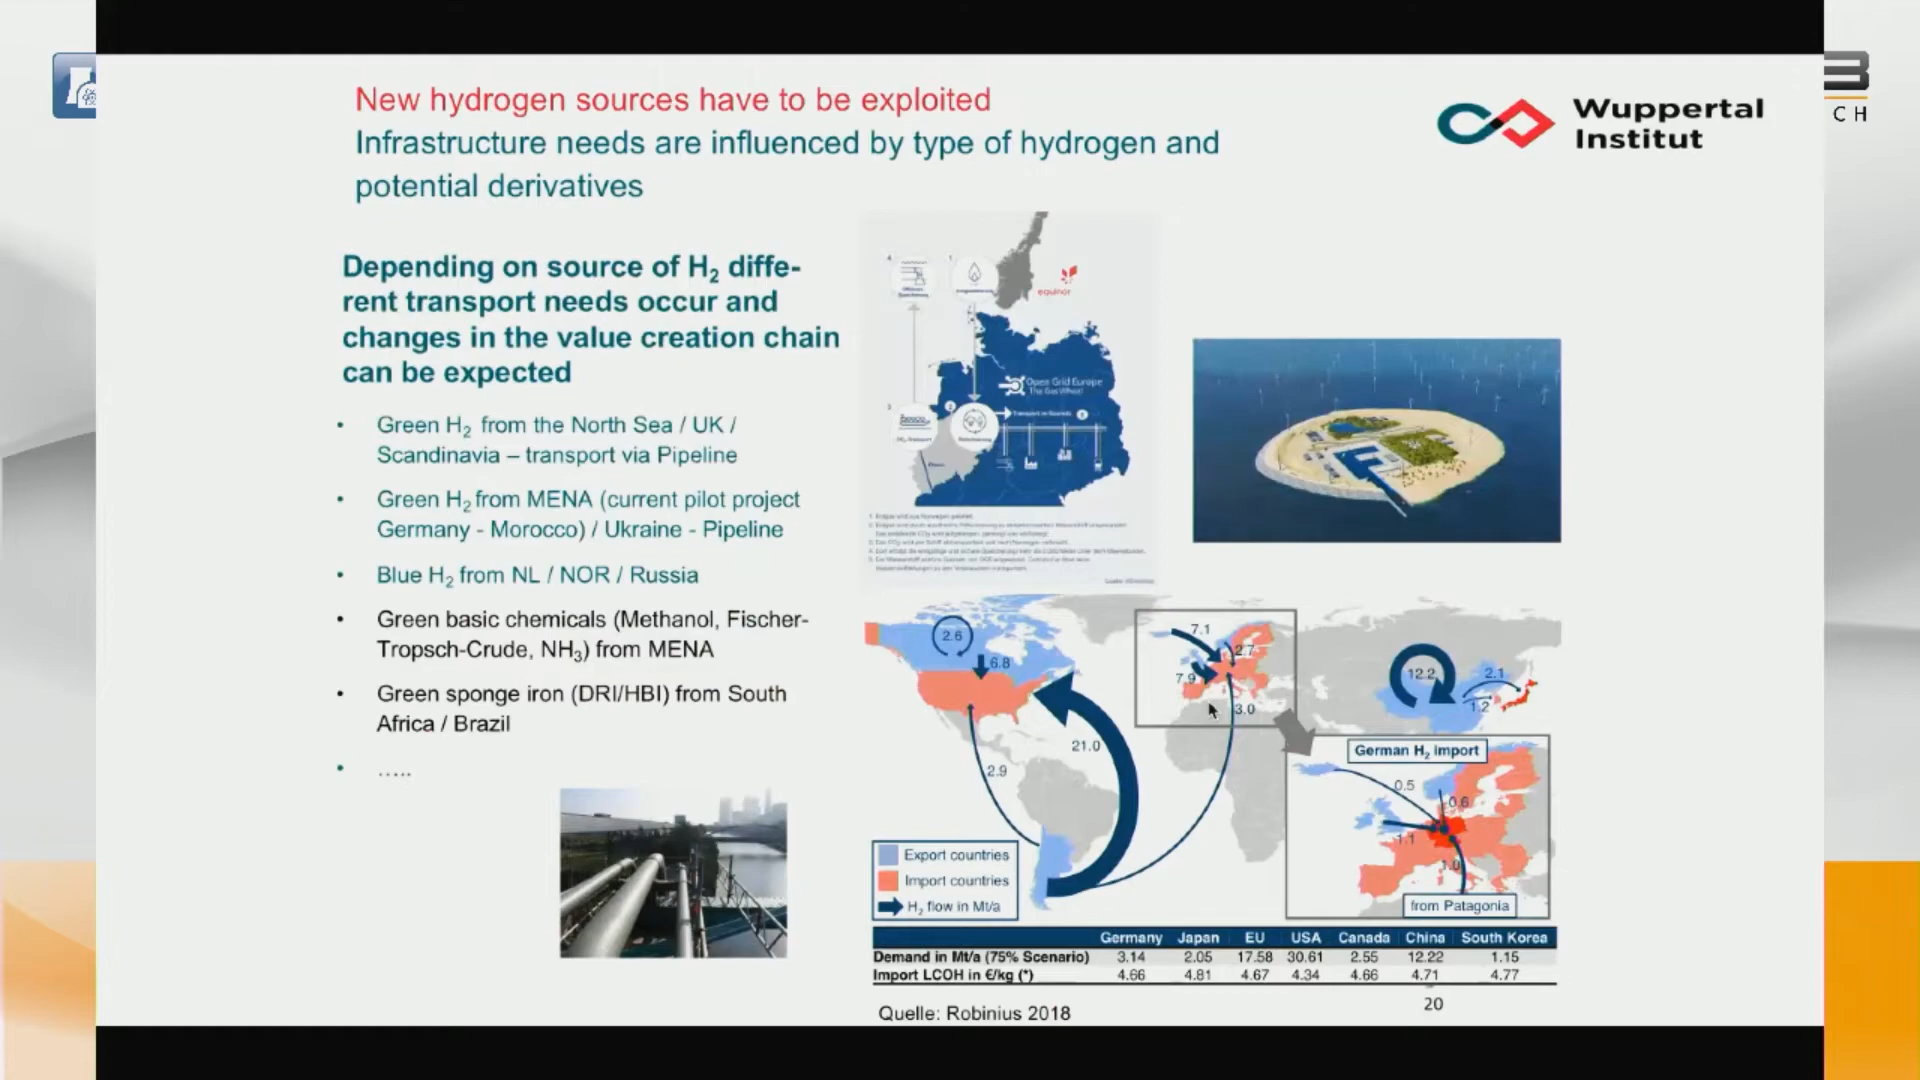 New hydrogen sources have to be exploited
Infrastructure needs are influenced by type of hydrogen and
potential derivatives
Wuppertal
Institut
CH
Depending on source of H₂ diffe-
rent transport needs occur and
changes in the value creation chain
can be expected
• Green H₂ from the North Sea / UK /
Scandinavia – transport via Pipeline
• Green H₂ from MENA (current pilot project
Germany - Morocco) / Ukraine - Pipeline
• Blue H₂ from NL / NOR / Russia
• Green basic chemicals (Methanol, Fischer-
Tropsch-Crude, NH₃) from MENA
• Green sponge iron (DRI/HBI) from South
Africa / Brazil
• .....
equinor
Open Grid Europe
The Gas Wheel
2.6
6.8
2.9
21.0
7.1
2.7
7.9
3.0
12.2
2.1
1.2
German H₂ import
0.5
0.6
1.1
1.0
from Patagonia
Export countries
Import countries
H₂ flow in Mt/a
Germany Japan EU USA Canada China South Korea
Demand in Mt/a (75% Scenario) 3.14 2.05 17.58 30.61 2.55 12.22 1.15
Import LCOH in €/kg (*) 4.66 4.81 4.67 4.34 4.66 4.71 4.77
20
Quelle: Robinius 2018